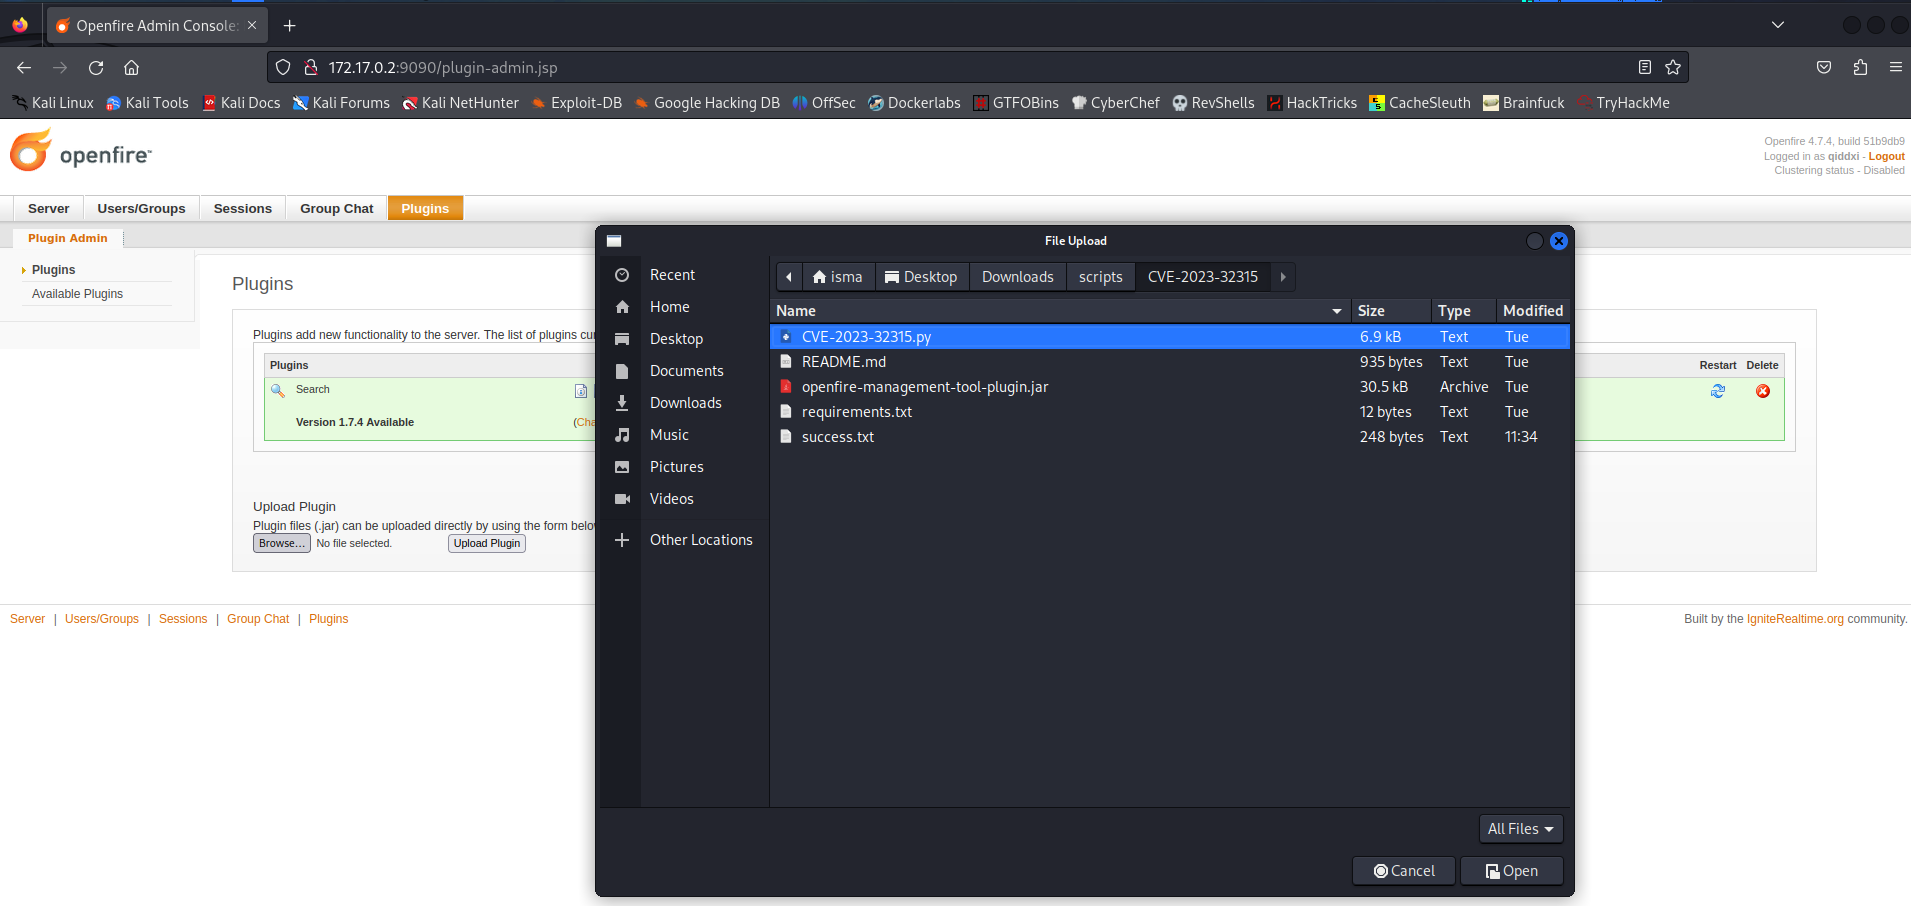 Openfire Admin Console:
172.17.0.2:9090/plugin-admin.jsp
Kali Linux Kali Tools Kali Docs Kali Forums Kali NetHunter Exploit-DB Google Hacking DB OffSec Dockerlabs GTFOBins CyberChef RevShells HackTricks CacheSleuth Brainfuck TryHackMe
openfire™
Openfire 4.7.4, build 51b9db9
Logged in as qiddxi - Logout
Clustering status - Disabled
Server Users/Groups Sessions Group Chat Plugins
Plugin Admin
Plugins
Available Plugins
Plugins
Plugins add new functionality to the server. The list of plugins
Plugins Restart Delete
Search
Version 1.7.4 Available
Upload Plugin
Plugin files (.jar) can be uploaded directly by using the form
Browse... No file selected. Upload Plugin
File Upload
Recent
Home
Desktop
Documents
Downloads
Music
Pictures
Videos
Other Locations
isma Desktop Downloads scripts CVE-2023-32315
Name Size Type Modified
CVE-2023-32315.py 6.9 kB Text Tue
README.md 935 bytes Text Tue
openfire-management-tool-plugin.jar 30.5 kB Archive Tue
requirements.txt 12 bytes Text Tue
success.txt 248 bytes Text 11:34
All Files
Cancel Open
Server | Users/Groups | Sessions | Group Chat | Plugins
Built by the IgniteRealtime.org community.